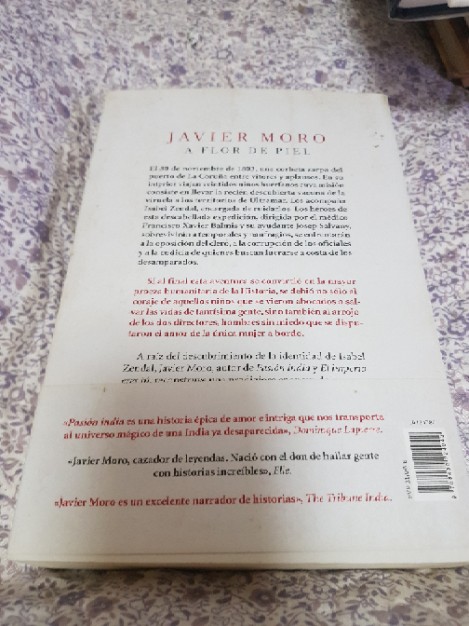 JAVIER MORO
A FLOR DE PIEL
El 30 de noviembre de 1803, una corbeta zarpa del
puerto de La Coruña entre vítores y aplausos. En su
interior viajan veintidós niños huérfanos cuya misión
consiste en llevar la recién descubierta vacuna de la
viruela a los territorios de Ultramar. Los acompaña
Isabel Zendal, encargada de cuidarlos. Los héroes de
esta descabellada expedición, dirigida por el médico
Francisco Xavier Balmis y su ayudante Josep Salvany,
sobrevivirán a temporales y naufragios, se enfrentarán
a la oposición del clero, a la corrupción de los oficiales
y a la codicia de quienes buscan lucrarse a costa de los
desamparados.
Si al final esta aventura se convirtió en la mayor
proeza humanitaria de la Historia, se debió no sólo al
coraje de aquellos niños que se vieron abocados a sal-
var las vidas de tantísima gente, sino también al arrojo
de los dos directores, hombres sin miedo que se dispu-
taron el amor de la única mujer a bordo.
A raíz del descubrimiento de la identidad de Isabel
Zendal, Javier Moro, autor de Pasión India y El imperio
«Pasión india es una historia épica de amor e intriga que nos transporta
al universo mágico de una India ya desaparecida», Dominique Lapierre.
«Javier Moro, cazador de leyendas. Nació con el don de hallar gente
con historias increíbles», Elle.
«Javier Moro es un excelente narrador de historias», The Tribune India.